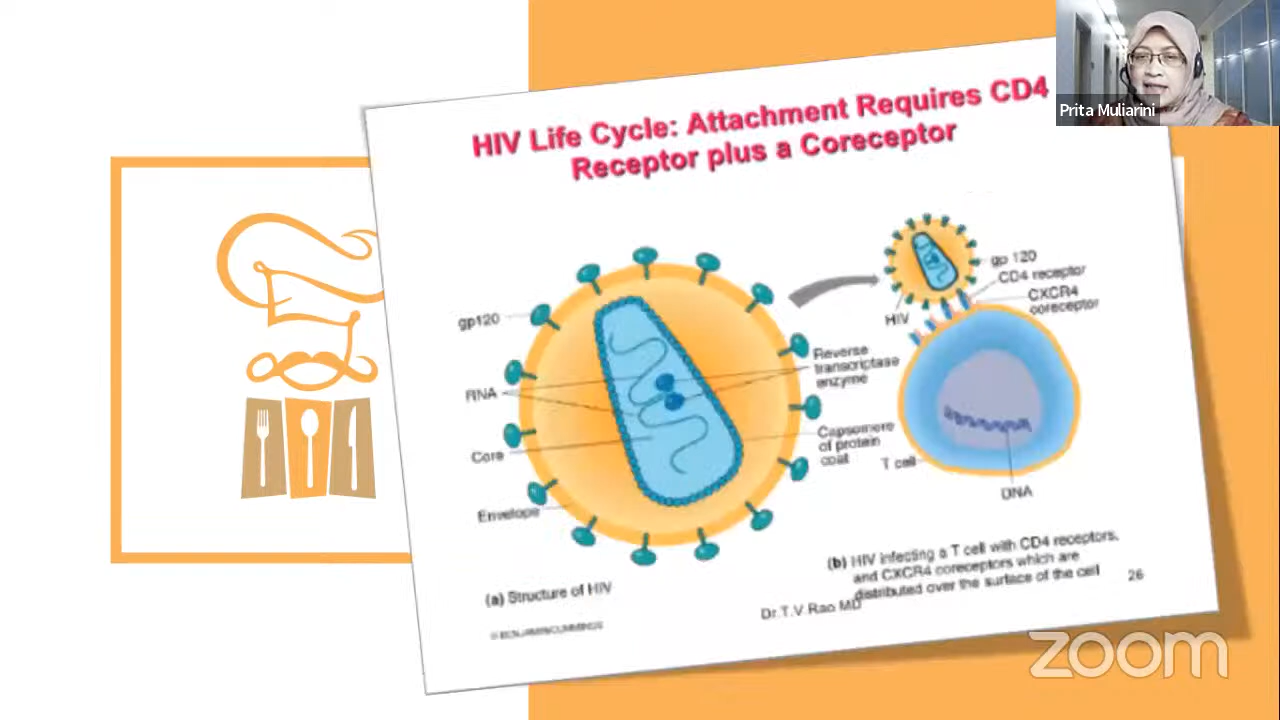 Prita Muliarini
HIV Life Cycle: Attachment Requires CD4
Receptor plus a Coreceptor
gp120
RNA
Core
Envelope
Reverse
transcriptase
enzyme
Capsomere
of protein
coat
(a) Structure of HIV
gp 120
CD4 receptor
CXCR4
coreceptor
HIV
T cell
DNA
(b) HIV infecting a T cell with CD4 receptors,
and CXCR4 coreceptors which are
distributed over the surface of the cell
26
Dr.T.V Rao MD
© BENJAMIN/CUMMINGS
zoom